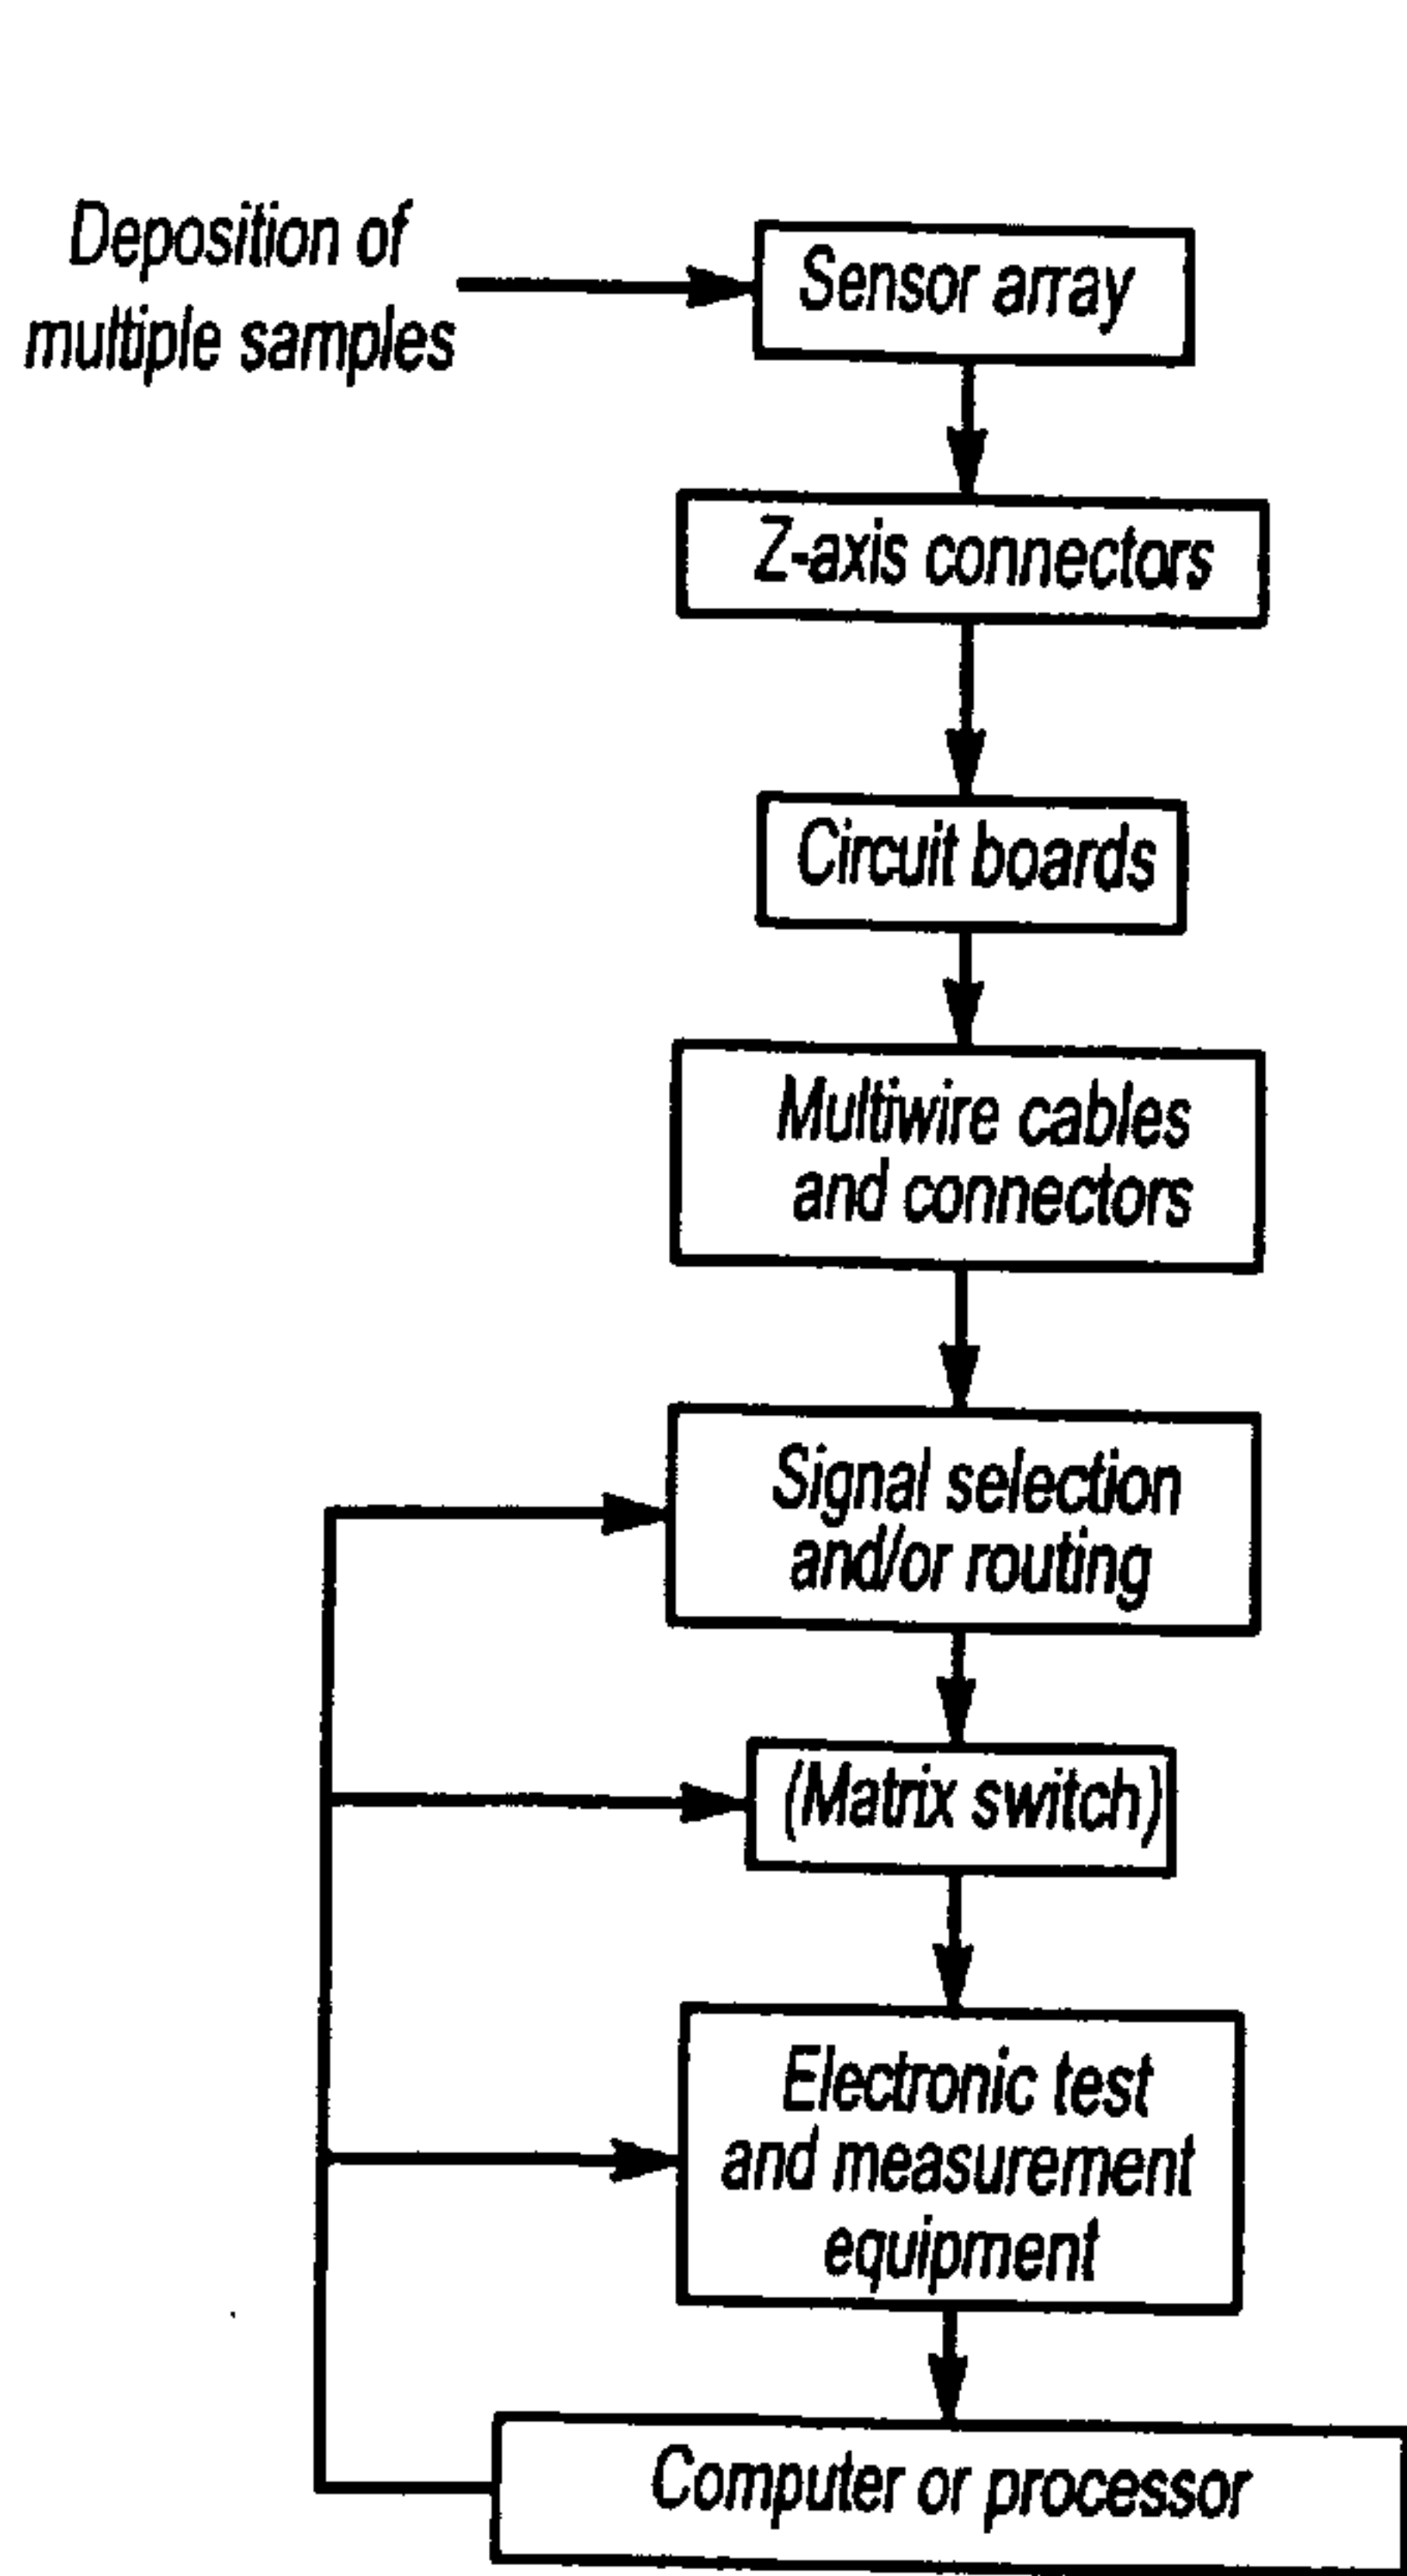 Deposition of
multiple samples
Sensor array
Z-axis connectors
Circuit boards
Multiwire cables
and connectors
Signal selection
and/or routing
(Matrix switch)
Electronic test
and measurement
equipment
Computer or processor